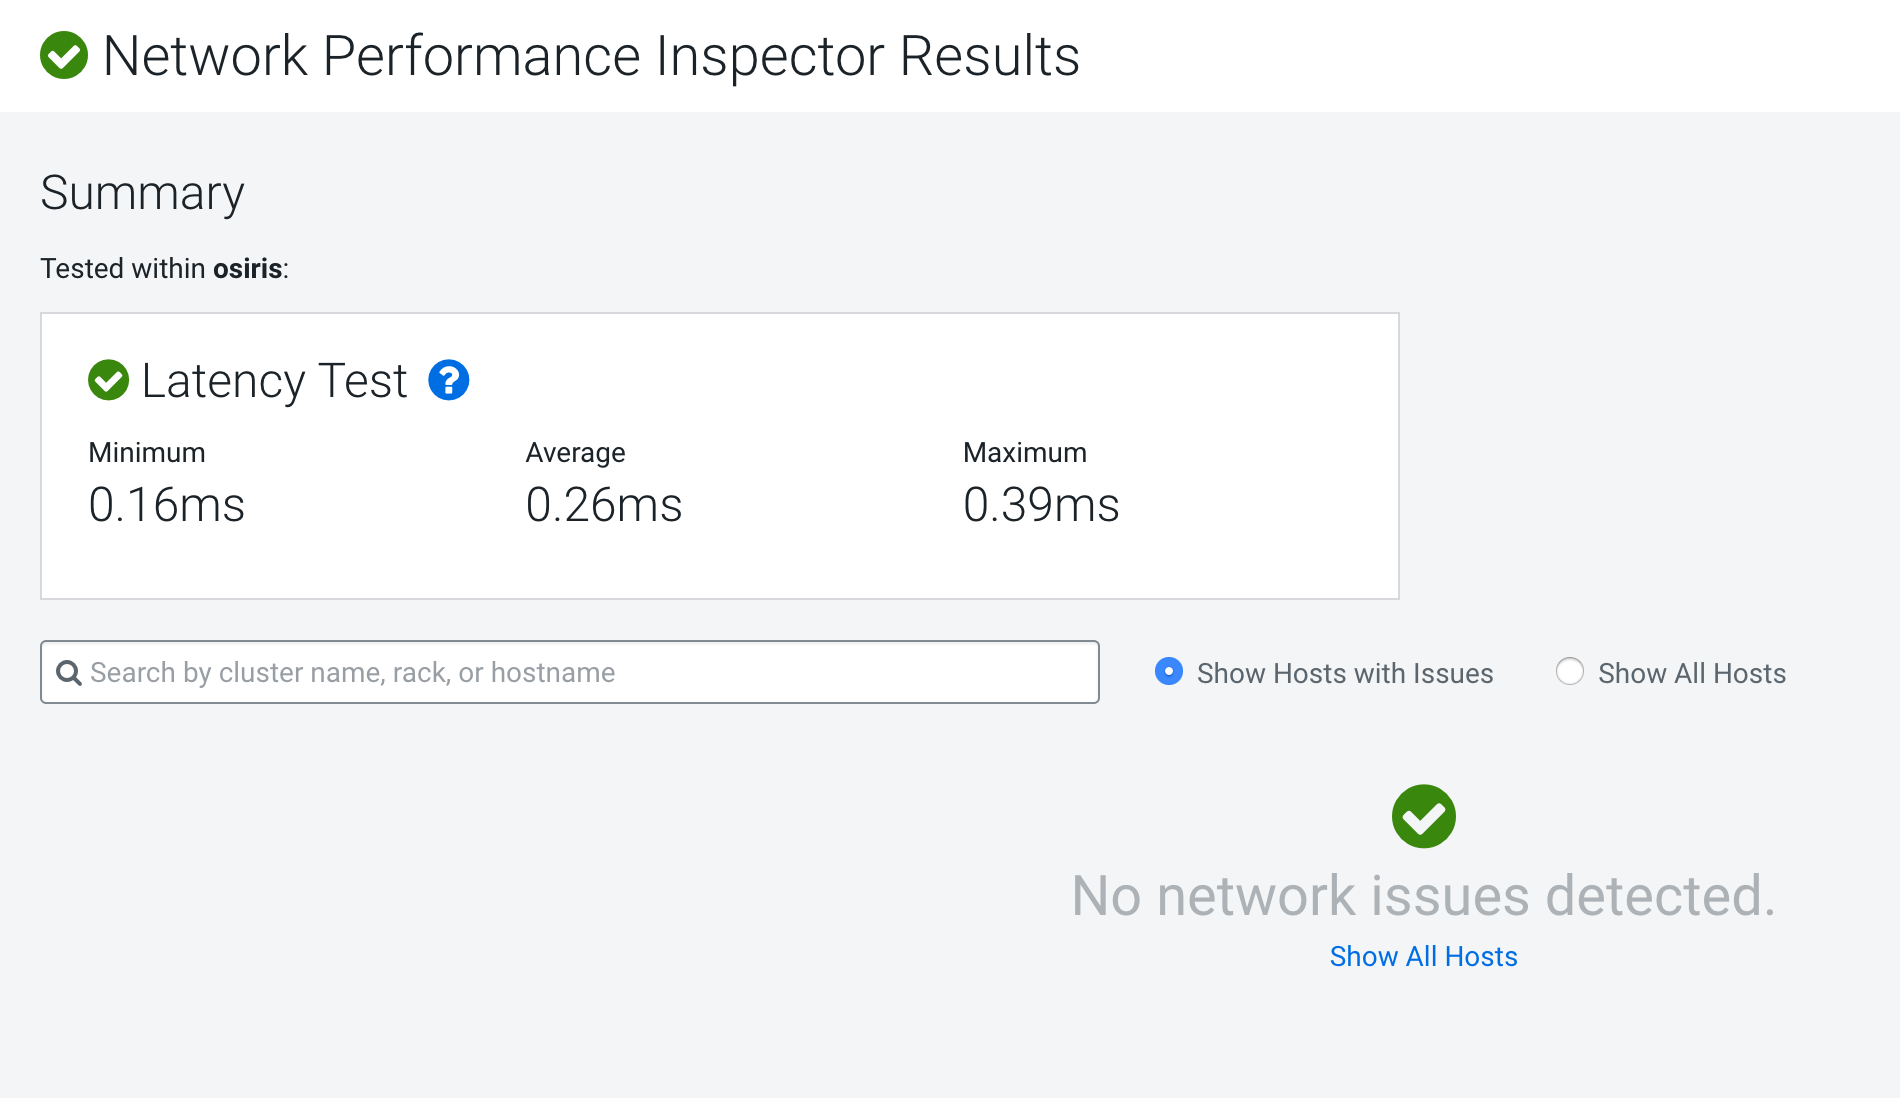 Network Performance Inspector Results
Summary
Tested within osiris:
Latency Test ?
Minimum
0.16ms
Average
0.26ms
Maximum
0.39ms
Search by cluster name, rack, or hostname
Show Hosts with Issues
Show All Hosts
No network issues detected.
Show All Hosts